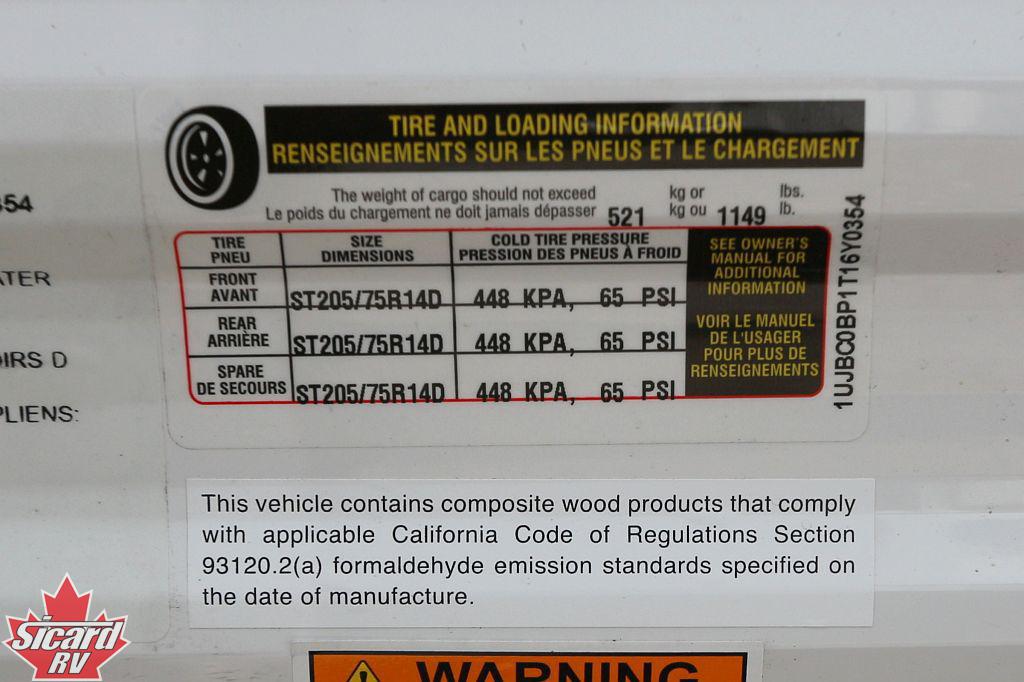 TIRE AND LOADING INFORMATION
RENSEIGNEMENTS SUR LES PNEUS ET LE CHARGEMENT
The weight of cargo should not exceed kg or lbs.
Le poids du chargement ne doit jamais dépasser 521 kg ou 1149 lb.
TIRE PNEU
SIZE DIMENSIONS
COLD TIRE PRESSURE
PRESSION DES PNEUS À FROID
FRONT AVANT
ST205/75R14D 448 KPA, 65 PSI
REAR ARRIÈRE
ST205/75R14D 448 KPA, 65 PSI
SPARE DE SECOURS
ST205/75R14D 448 KPA, 65 PSI
SEE OWNER'S
MANUAL FOR
ADDITIONAL
INFORMATION
VOIR LE MANUEL
DE L'USAGER
POUR PLUS DE
RENSEIGNEMENTS
1UJBC0BP1T16Y0354
354
ATER
IRS D
PLIENS:
This vehicle contains composite wood products that comply
with applicable California Code of Regulations Section
93120.2(a) formaldehyde emission standards specified on
the date of manufacture.
WARNING
Sicard
RV